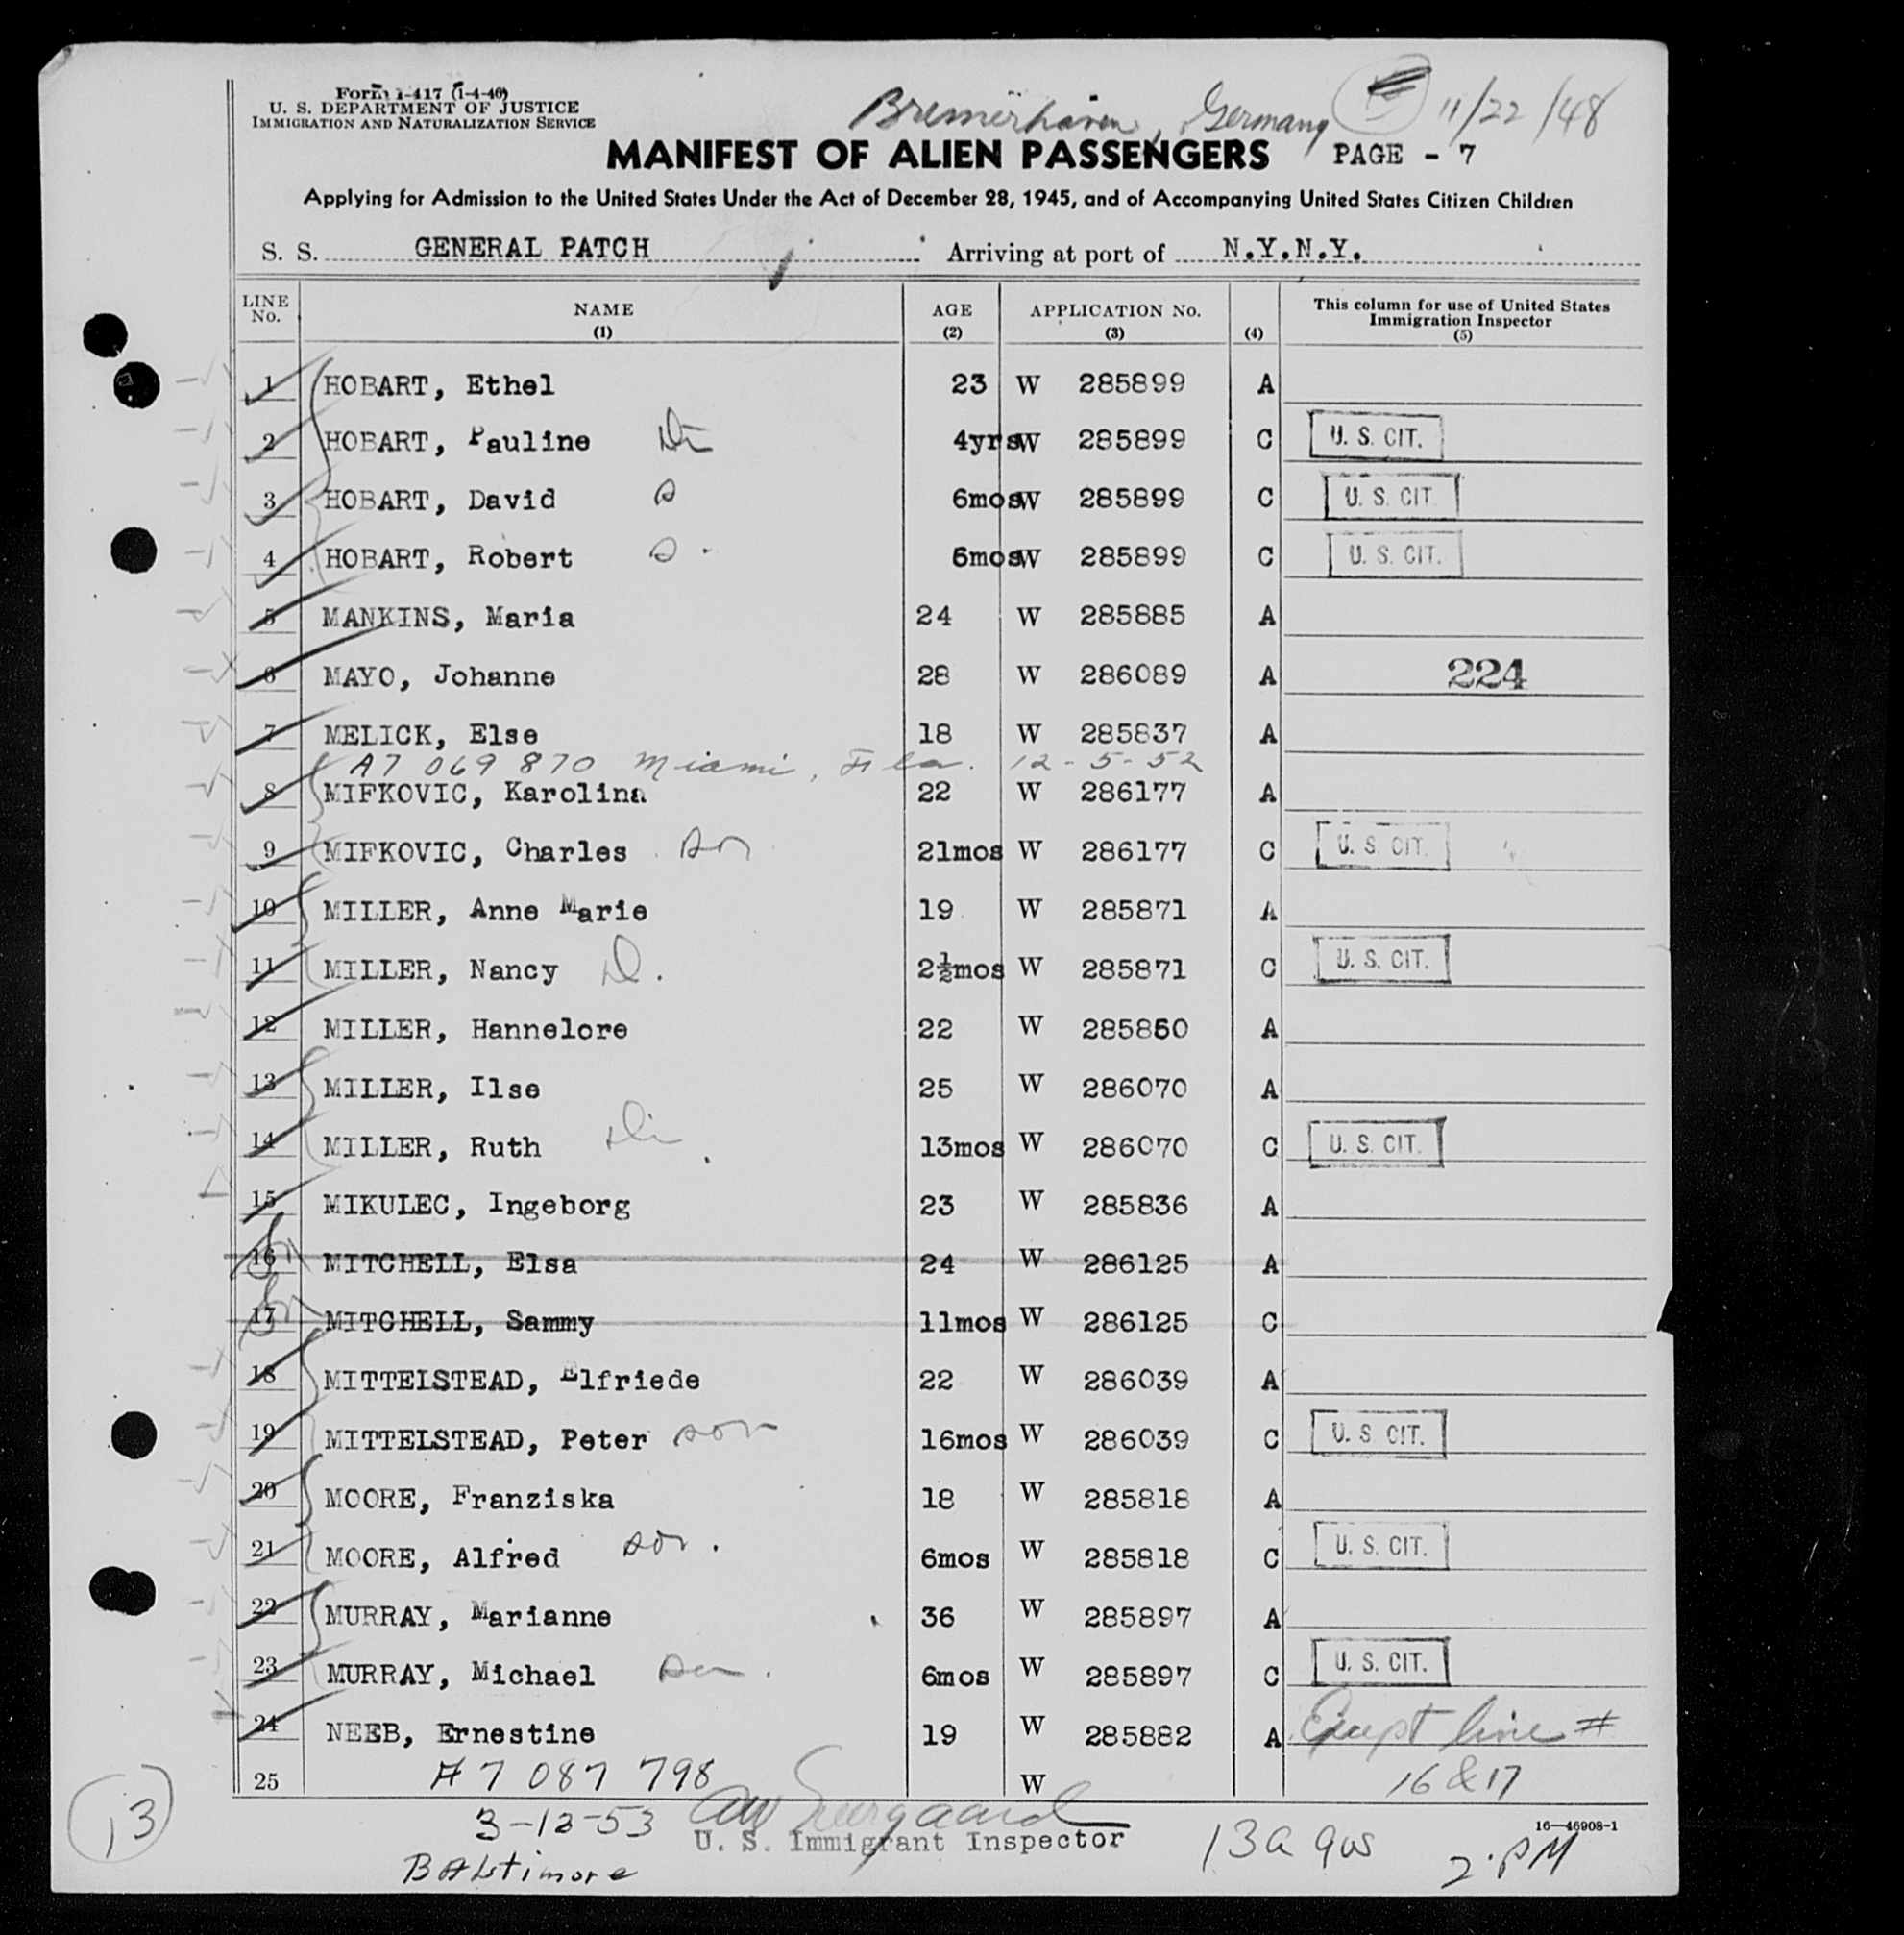 Form I-417 (1-4-46)
U. S. DEPARTMENT OF JUSTICE
IMMIGRATION AND NATURALIZATION SERVICE
Bremerhaven, Germany 11/22/48
MANIFEST OF ALIEN PASSENGERS PAGE - 7
Applying for Admission to the United States Under the Act of December 28, 1945, and of Accompanying United States Citizen Children
S. S. GENERAL PATCH Arriving at port of N.Y.N.Y.
LINE No. NAME (1) AGE (2) APPLICATION No. (3) (4) This column for use of United States Immigration Inspector (5)
1 HOBART, Ethel 23 W 285899 A
2 HOBART, Pauline 4yrs W 285899 C U. S. CIT.
3 HOBART, David s 6mos W 285899 C U. S. CIT.
4 HOBART, Robert s. 6mos W 285899 C U. S. CIT.
5 MANKINS, Maria 24 W 285885 A
6 MAYO, Johanne 28 W 286089 A 224
7 MELICK, Else 18 W 285837 A
A7 069 870 Miami, Fla. 12-5-52
8 MIFKOVIC, Karolina 22 W 286177 A
9 MIFKOVIC, Charles son 21mos W 286177 C U. S. CIT.
10 MILLER, Anne Marie 19 W 285871 A
11 MILLER, Nancy D. 2½mos W 285871 C U. S. CIT.
12 MILLER, Hannelore 22 W 285850 A
13 MILLER, Ilse 25 W 286070 A
14 MILLER, Ruth 13mos W 286070 C U. S. CIT.
15 MIKULEC, Ingeborg 23 W 285836 A
16 MITCHELL, Elsa 24 W 286125 A
17 MITCHELL, Sammy 11mos W 286125 C
18 MITTELSTEAD, Elfriede 22 W 286039 A
19 MITTELSTEAD, Peter son 16mos W 286039 C U. S. CIT.
20 MOORE, Franziska 18 W 285818 A
21 MOORE, Alfred son. 6mos W 285818 C U. S. CIT.
22 MURRAY, Marianne 36 W 285897 A
23 MURRAY, Michael son. 6mos W 285897 C U. S. CIT.
24 NEEB, Ernestine 19 W 285882 A Except line #
25 A7 087 798 W 16 & 17
3-12-53
U. S. Immigrant Inspector
16—46908-1
13
Baltimore
13a 9us
2·PM